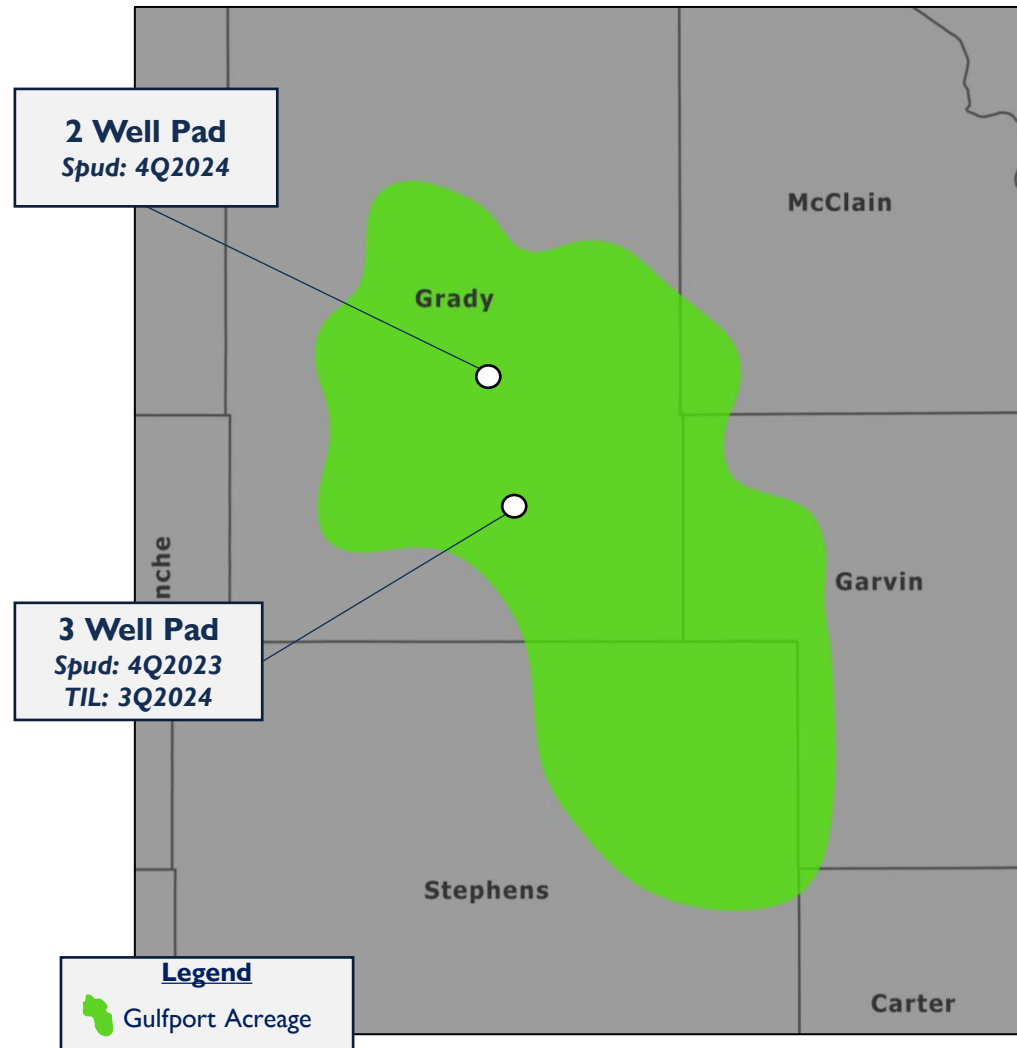 2 Well Pad
Spud: 4Q2024
McClain
Grady
nche
Garvin
3 Well Pad
Spud: 4Q2023
TIL: 3Q2024
Stephens
Legend
Gulfport Acreage
Carter